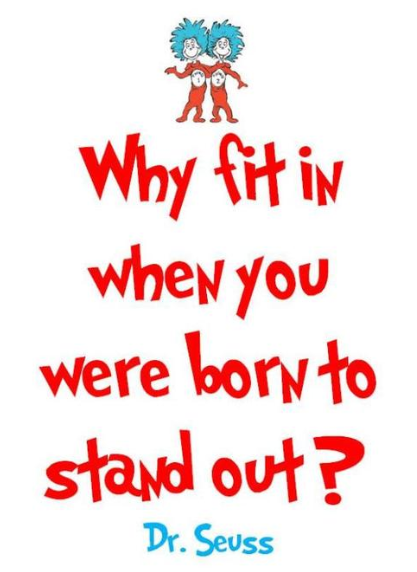 Why fit in
when you
were born to
stand out?
Dr. Seuss